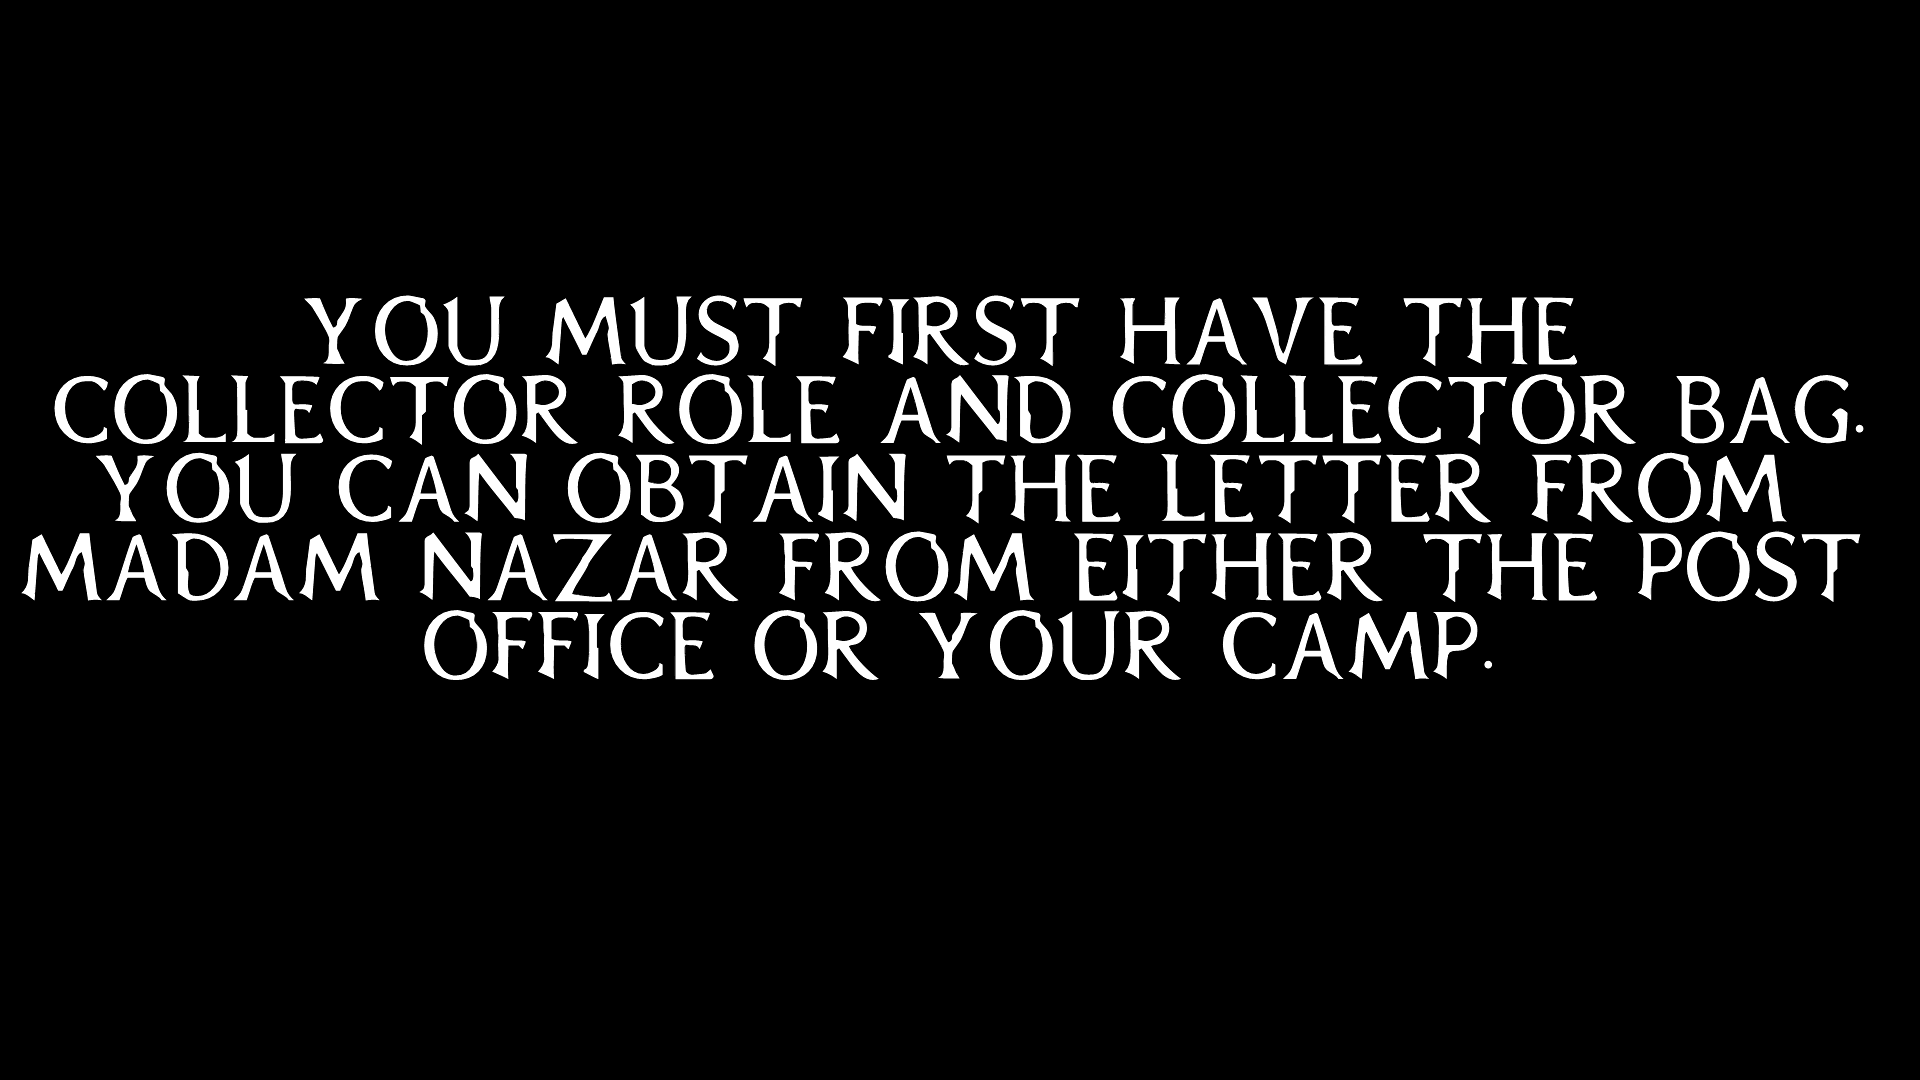 YOU MUST FIRST HAVE THE
COLLECTOR ROLE AND COLLECTOR BAG.
YOU CAN OBTAIN THE LETTER FROM
MADAM NAZAR FROM EITHER THE POST
OFFICE OR YOUR CAMP.